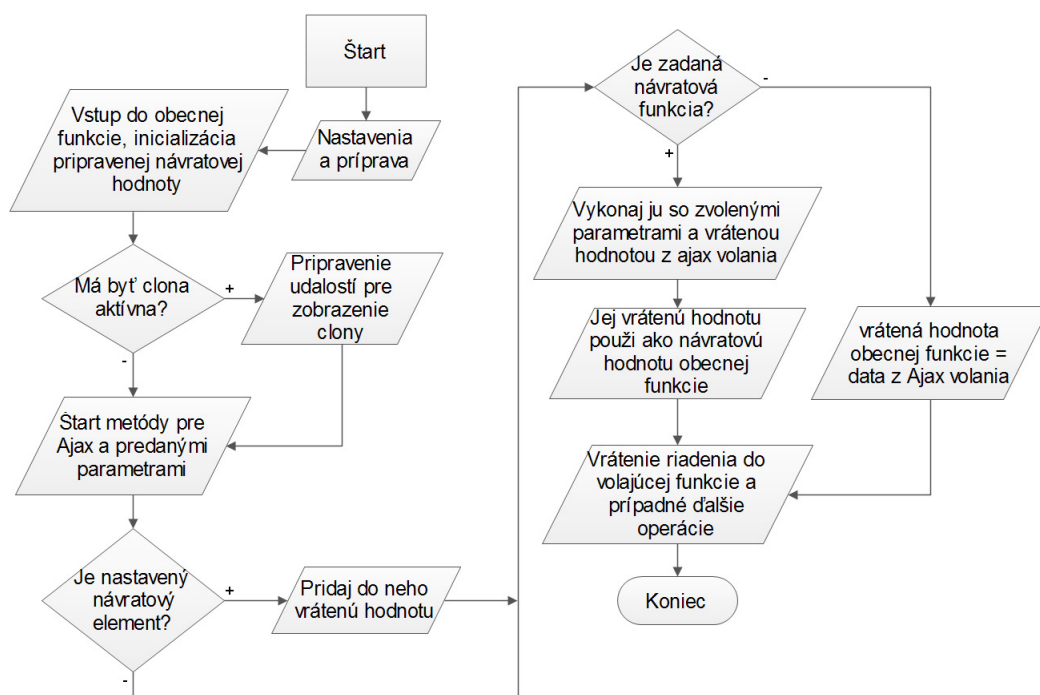 Štart
Nastavenia
a príprava
Vstup do obecnej
funkcie, inicializácia
pripravenej návratovej
hodnoty
Má byť clona
aktívna?
+
Pripravenie
udalostí pre
zobrazenie
clony
-
Štart metódy pre
Ajax a predanými
parametrami
Je nastavený
návratový
element?
+
Pridaj do neho
vrátenú hodnotu
-
Je zadaná
návratová
funkcia?
-
+
Vykonaj ju so zvolenými
parametrami a vrátenou
hodnotou z ajax volania
Jej vrátenú hodnotu
použi ako návratovú
hodnotu obecnej
funkcie
vrátená hodnota
obecnej funkcie =
data z Ajax volania
Vrátenie riadenia do
volajúcej funkcie a
prípadné ďalšie
operácie
Koniec